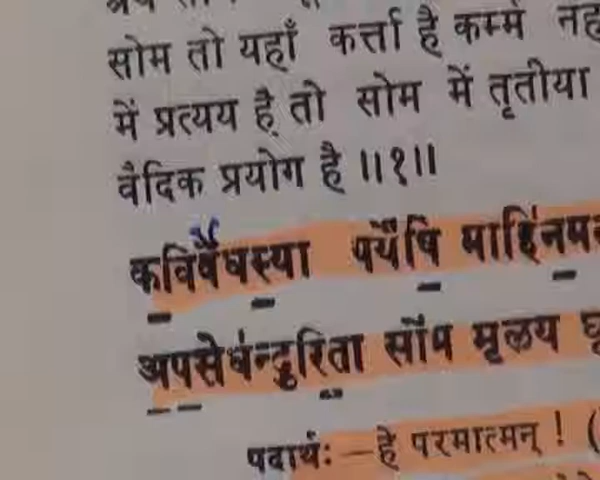 सोम तो यहाँ कर्त्ता है कर्म्म
में प्रत्यय है तो सोम में तृतीया
वैदिक प्रयोग है ॥१॥
कविर्वेधस्या पर्येषि माहिनम
अपसेधन्दुरिता सोम मृळय
पदार्थः—हे परमात्मन् ! (